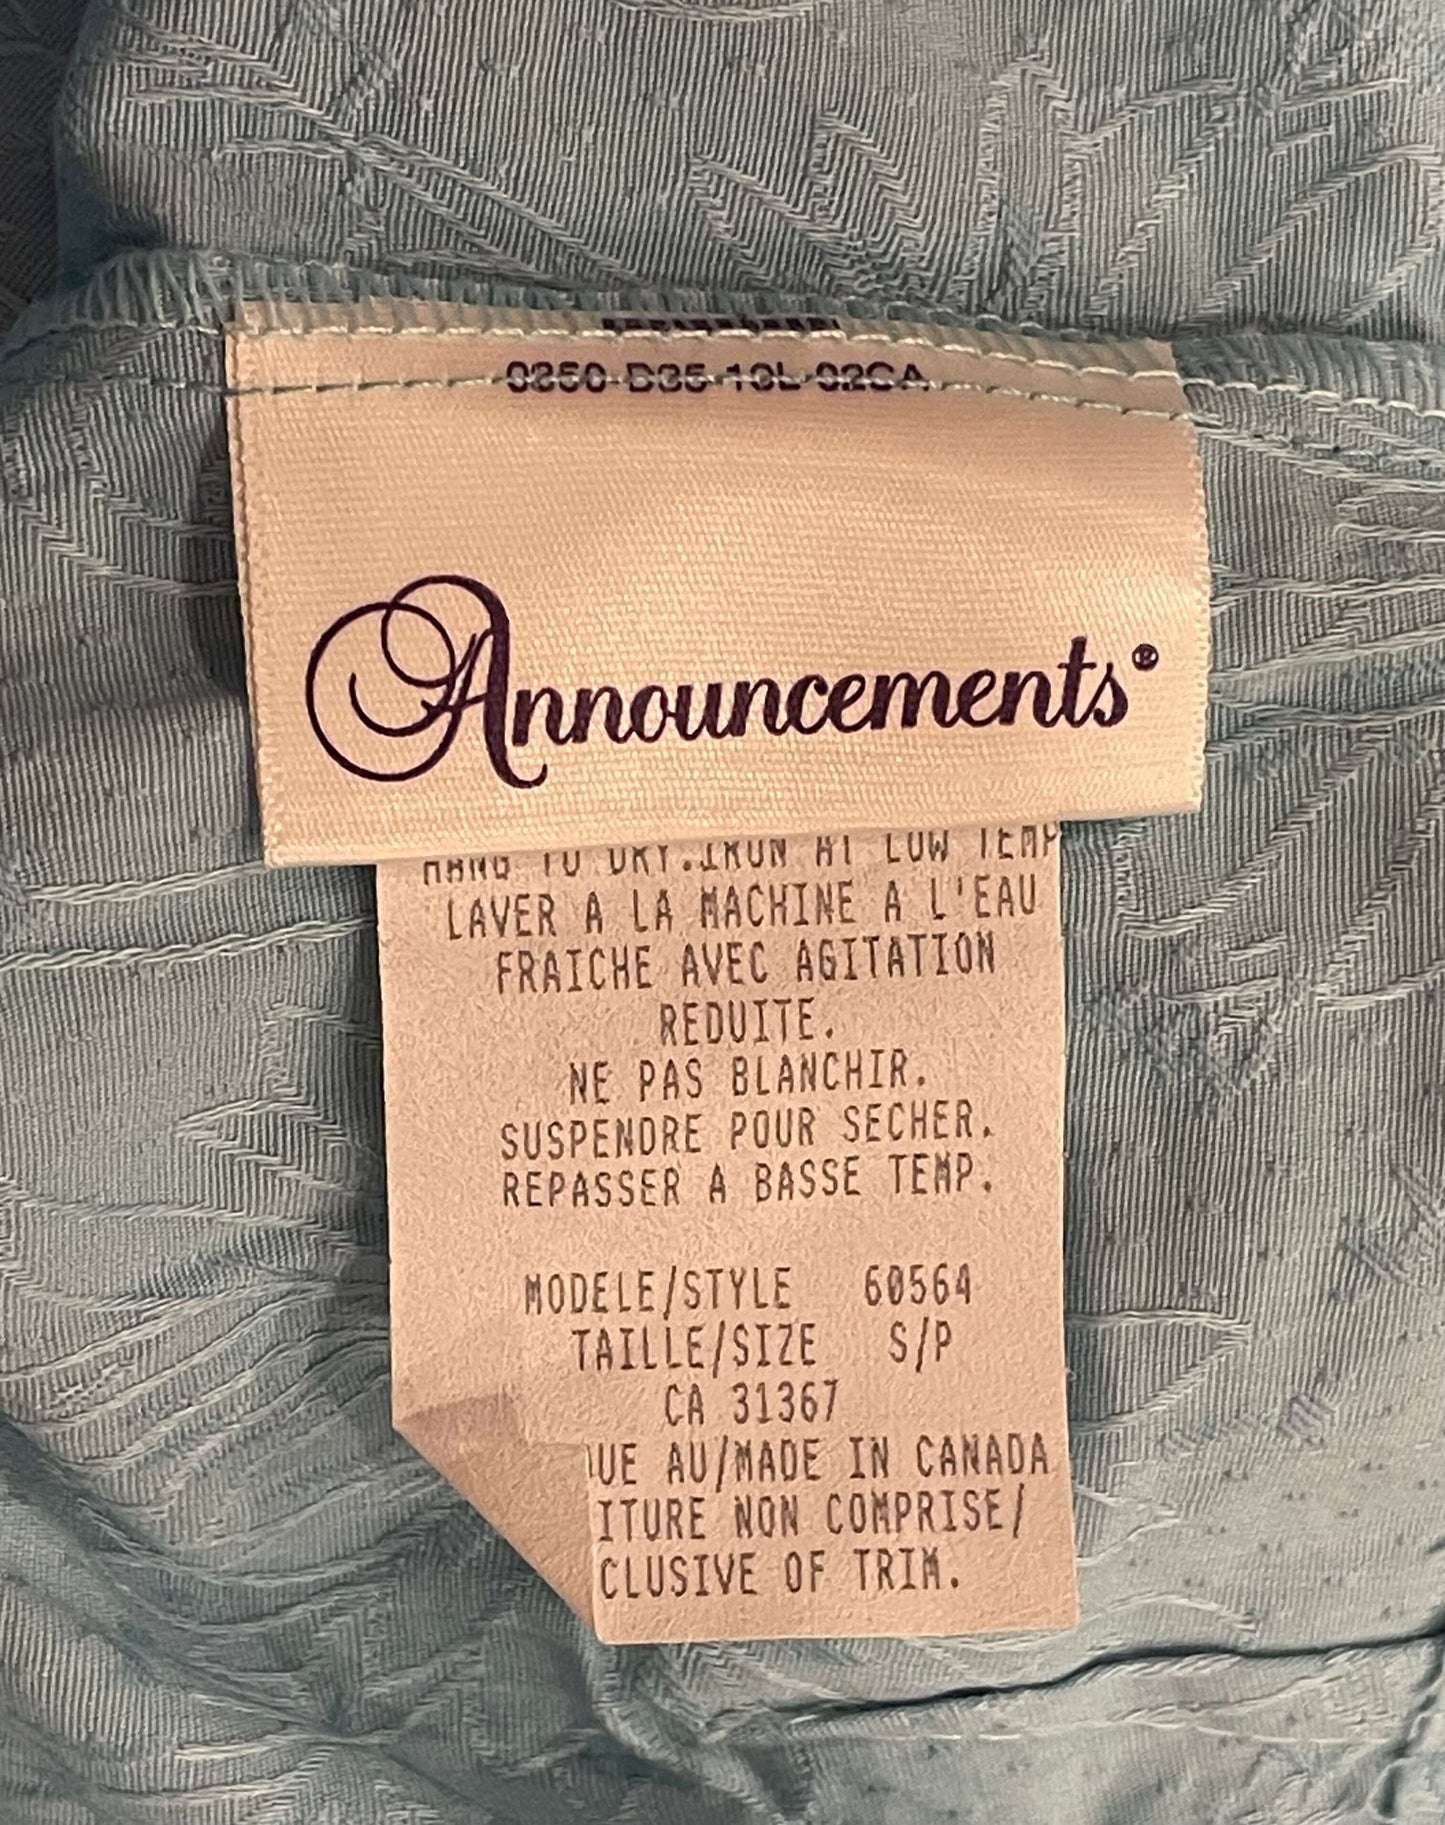 0250-D35-10L-02CA
Announcements®
HANG TO DRY.IRON AT LOW TEMP
LAVER A LA MACHINE A L'EAU
FRAICHE AVEC AGITATION
REDUITE.
NE PAS BLANCHIR.
SUSPENDRE POUR SECHER.
REPASSER A BASSE TEMP.
MODELE/STYLE 60564
TAILLE/SIZE S/P
CA 31367
UE AU/MADE IN CANADA
ITURE NON COMPRISE/
CLUSIVE OF TRIM.